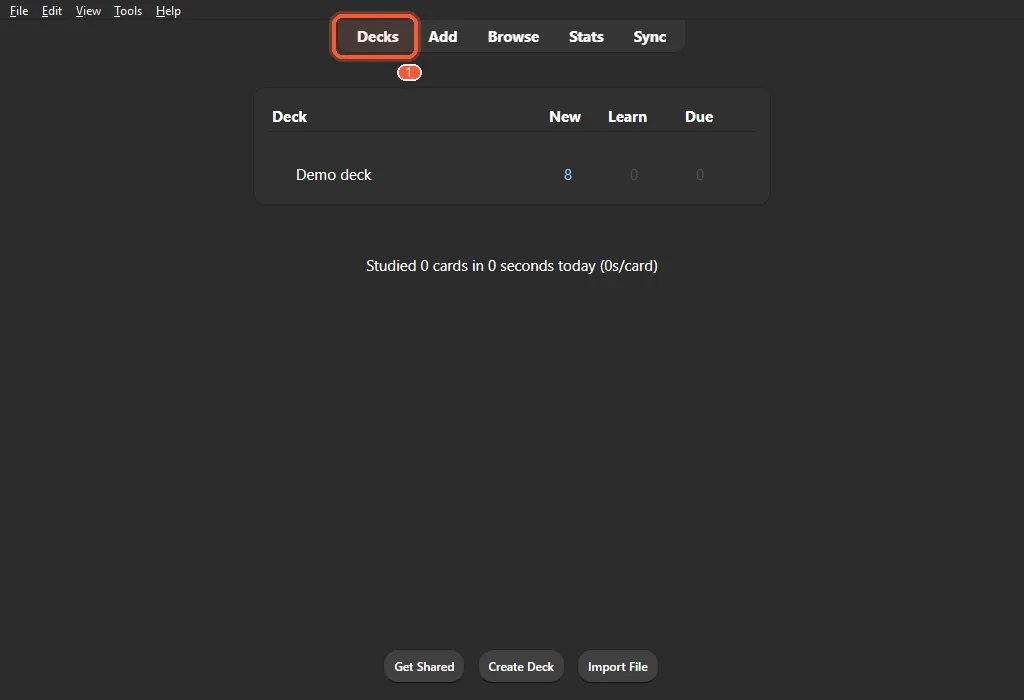 File Edit View Tools Help
Decks Add Browse Stats Sync
1
Deck New Learn Due
Demo deck 8 0 0
Studied 0 cards in 0 seconds today (0s/card)
Get Shared Create Deck Import File